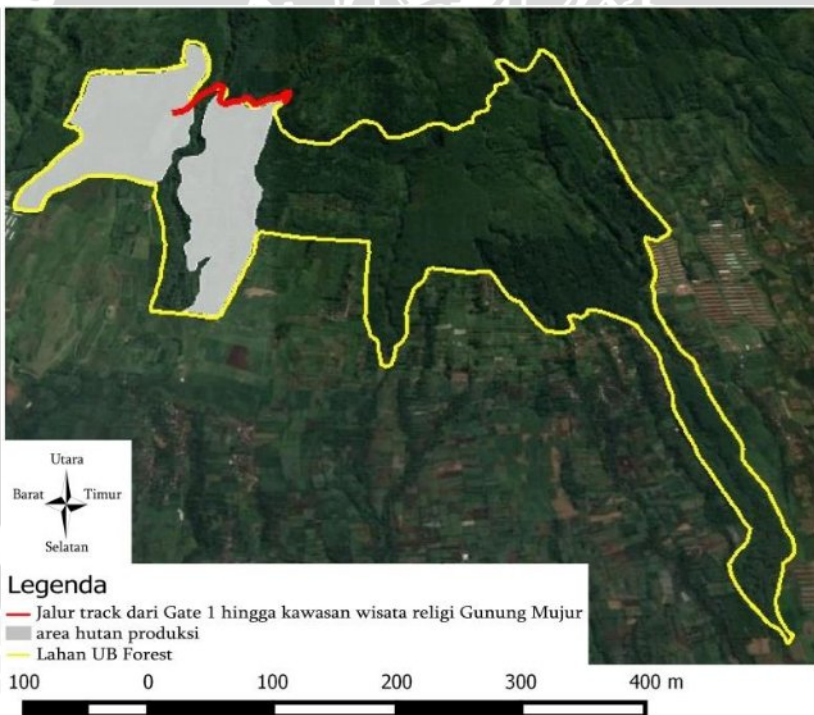 Utara
Barat Timur
Selatan
Legenda
Jalur track dari Gate 1 hingga kawasan wisata religi Gunung Mujur
area hutan produksi
Lahan UB Forest
100 0 100 200 300 400 m